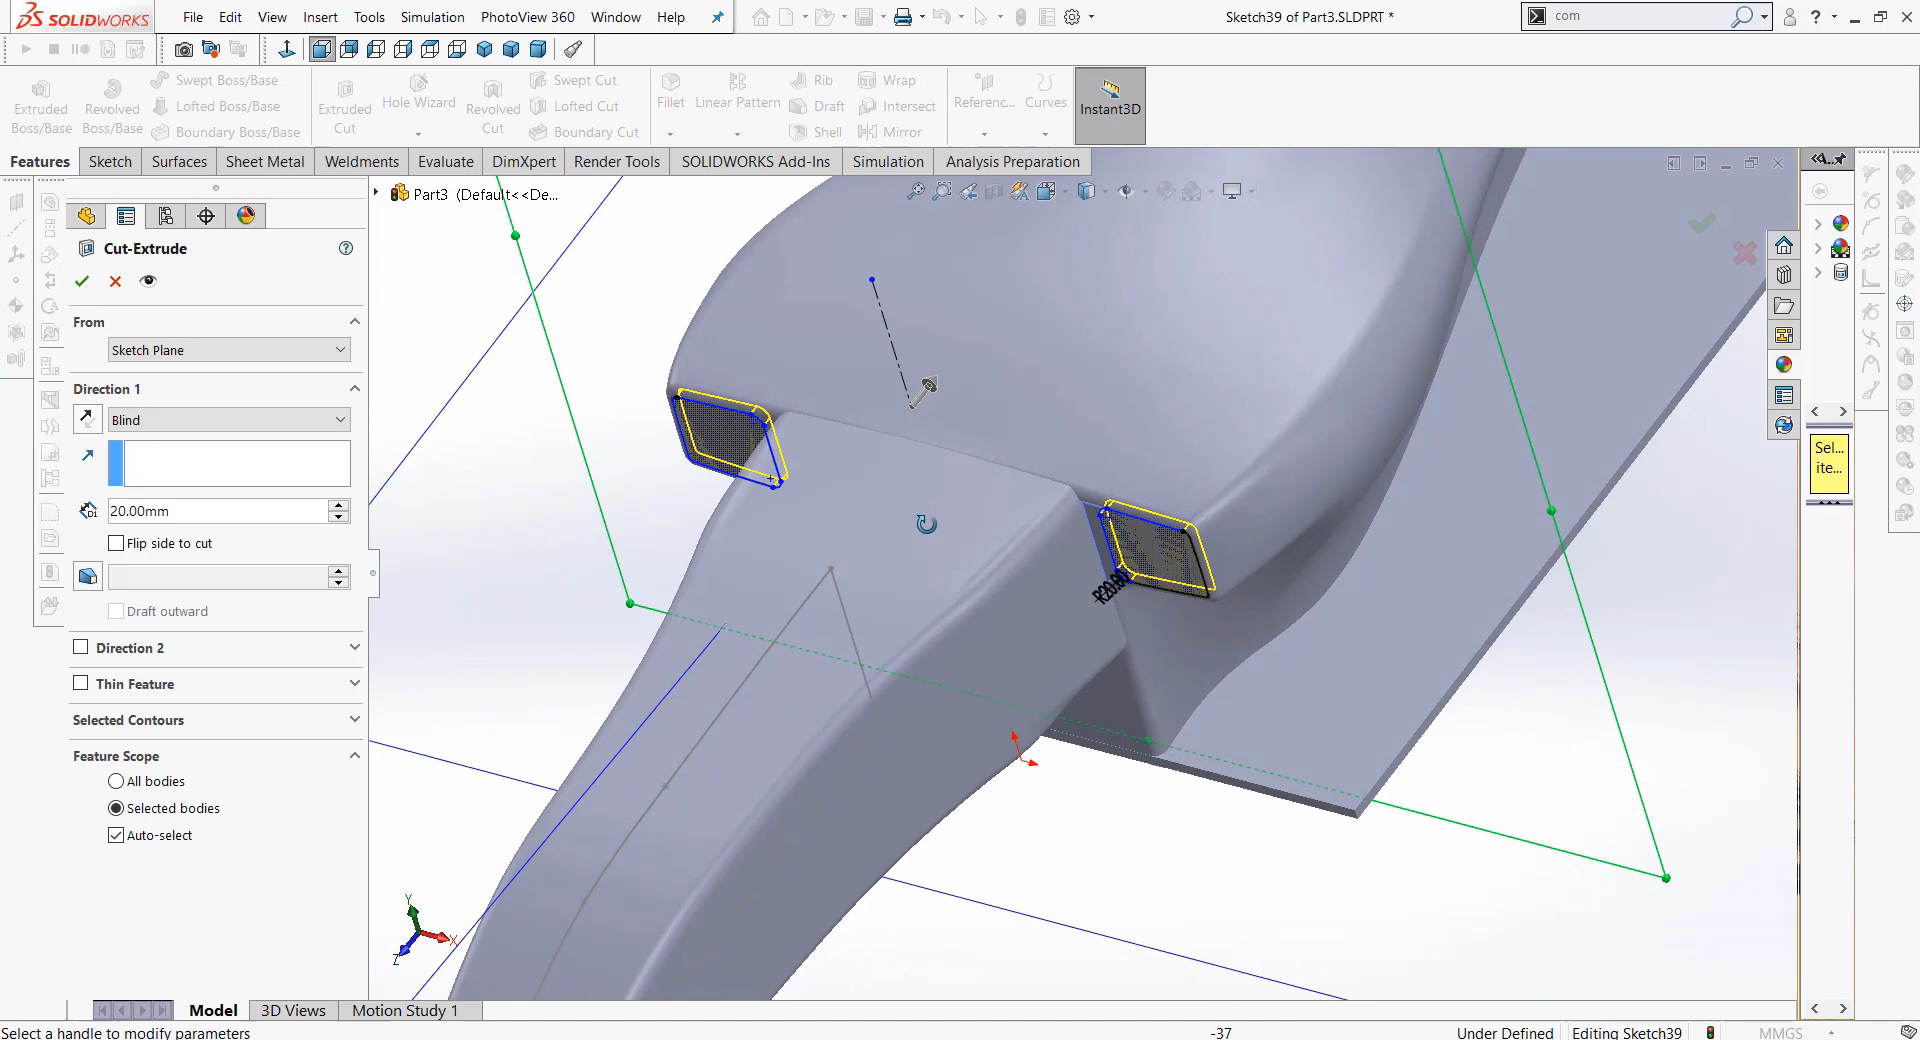 SOLIDWORKS File Edit View Insert Tools Simulation PhotoView 360 Window Help Sketch39 of Part3.SLDPRT * com ?
Extruded Boss/Base
Revolved Boss/Base
Swept Boss/Base
Lofted Boss/Base
Boundary Boss/Base
Extruded Cut
Hole Wizard
Revolved Cut
Swept Cut
Lofted Cut
Boundary Cut
Fillet
Linear Pattern
Rib
Draft
Shell
Wrap
Intersect
Mirror
Referenc...
Curves
Instant3D
Features Sketch Surfaces Sheet Metal Weldments Evaluate DimXpert Render Tools SOLIDWORKS Add-Ins Simulation Analysis Preparation
Part3 (Default<<De...
Cut-Extrude
From
Sketch Plane
Direction 1
Blind
20.00mm
Flip side to cut
Draft outward
Direction 2
Thin Feature
Selected Contours
Feature Scope
All bodies
Selected bodies
Auto-select
R20.00
Sel...
ite...
Y
X
Z
Model 3D Views Motion Study 1
Select a handle to modify parameters -37 Under Defined Editing Sketch39 MMGS